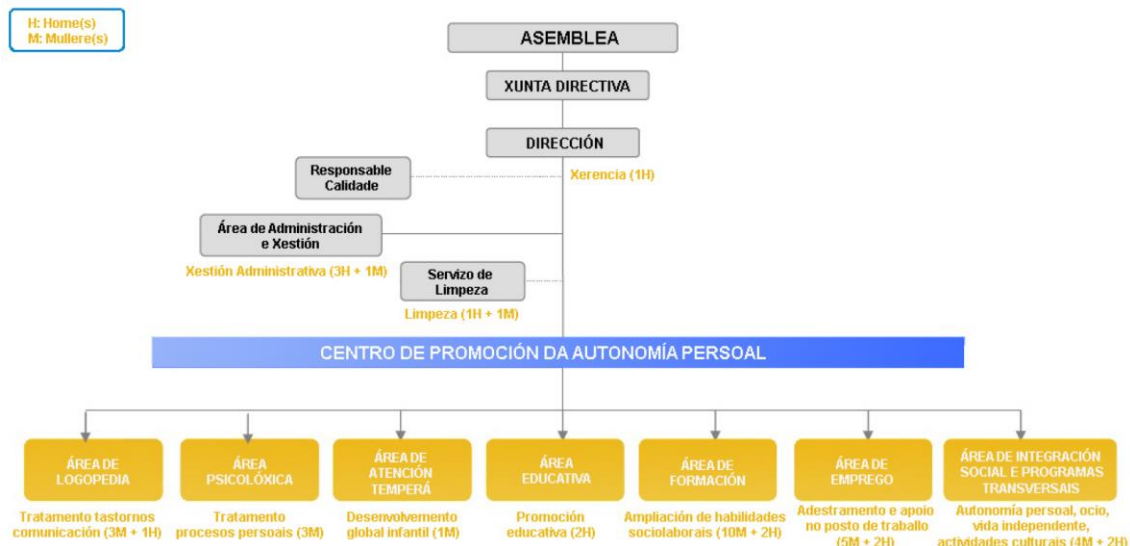 H: Home(s)
M: Mullere(s)
ASEMBLEA
XUNTA DIRECTIVA
DIRECCIÓN
Responsable
Calidade
Xerencia (1H)
Área de Administración
e Xestión
Xestión Administrativa (3H + 1M)
Servizo de
Limpeza
Limpeza (1H + 1M)
CENTRO DE PROMOCIÓN DA AUTONOMÍA PERSOAL
ÁREA DE
LOGOPEDIA
Tratamento tastornos
comunicación (3M + 1H)
ÁREA
PSICOLÓXICA
Tratamento
procesos persoais (3M)
ÁREA DE
ATENCIÓN
TEMPERÁ
Desenvolvemento
global infantil (1M)
ÁREA
EDUCATIVA
Promoción
educativa (2H)
ÁREA DE
FORMACIÓN
Ampliación de habilidades
sociolaborais (10M + 2H)
ÁREA DE
EMPREGO
Adestramento e apoio
no posto de traballo
(5M + 2H)
ÁREA DE INTEGRACIÓN
SOCIAL E PROGRAMAS
TRANSVERSAIS
Autonomía persoal, ocio,
vida independente,
actividades culturais (4M + 2H)